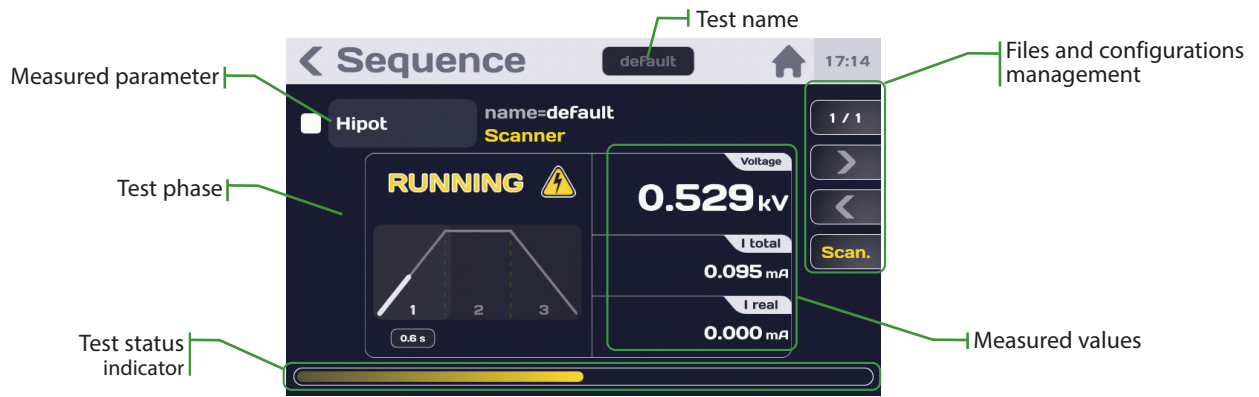 Test name
Sequence
default
17:14
Files and configurations
management
Measured parameter
Hipot
name=default
Scanner
1 / 1
Test phase
RUNNING
Voltage
0.529 kV
I total
0.095 mA
Scan.
1 2 3
I real
0.000 mA
0.6 s
Test status
indicator
Measured values